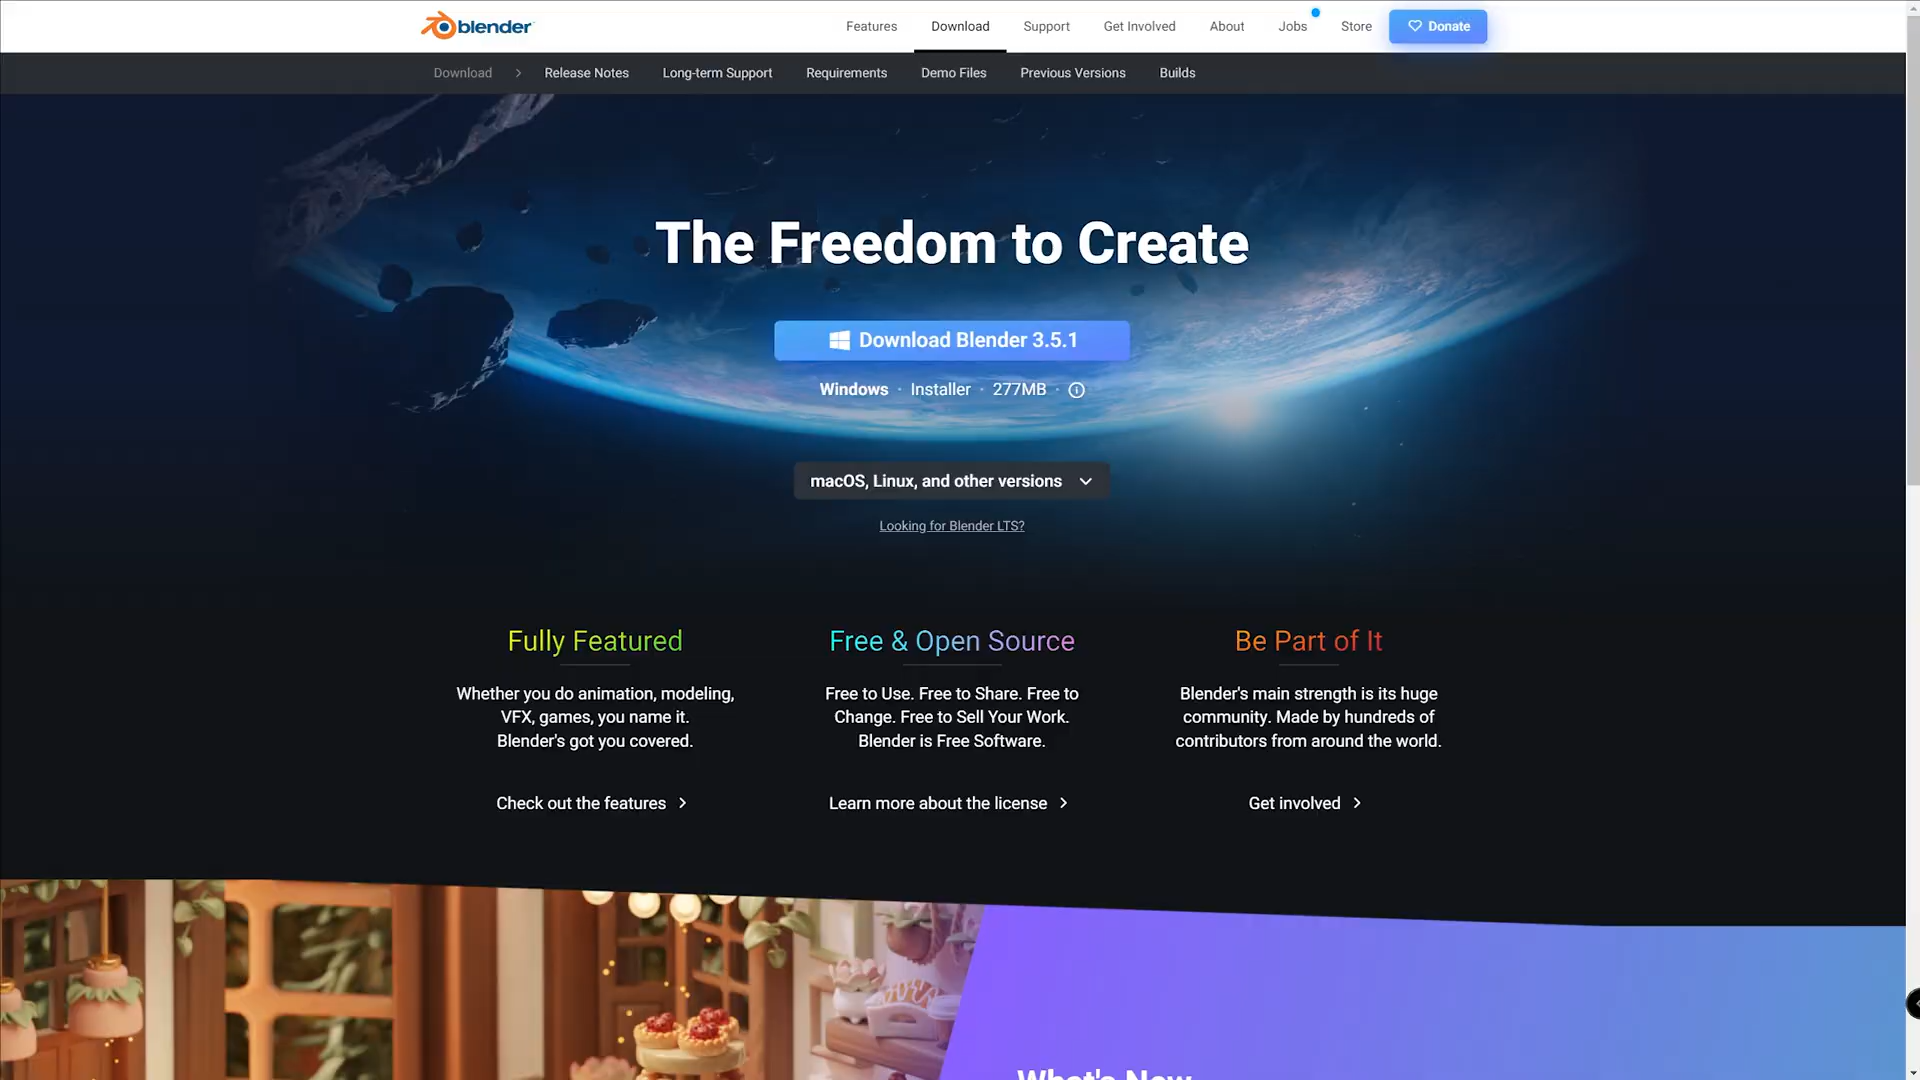 blender
Features Download Support Get Involved About Jobs Store Donate
Download Release Notes Long-term Support Requirements Demo Files Previous Versions Builds
The Freedom to Create
Download Blender 3.5.1
Windows · Installer · 277MB ·
macOS, Linux, and other versions
Looking for Blender LTS?
Fully Featured
Whether you do animation, modeling,
VFX, games, you name it.
Blender's got you covered.
Check out the features
Free & Open Source
Free to Use. Free to Share. Free to
Change. Free to Sell Your Work.
Blender is Free Software.
Learn more about the license
Be Part of It
Blender's main strength is its huge
community. Made by hundreds of
contributors from around the world.
Get involved
What's New